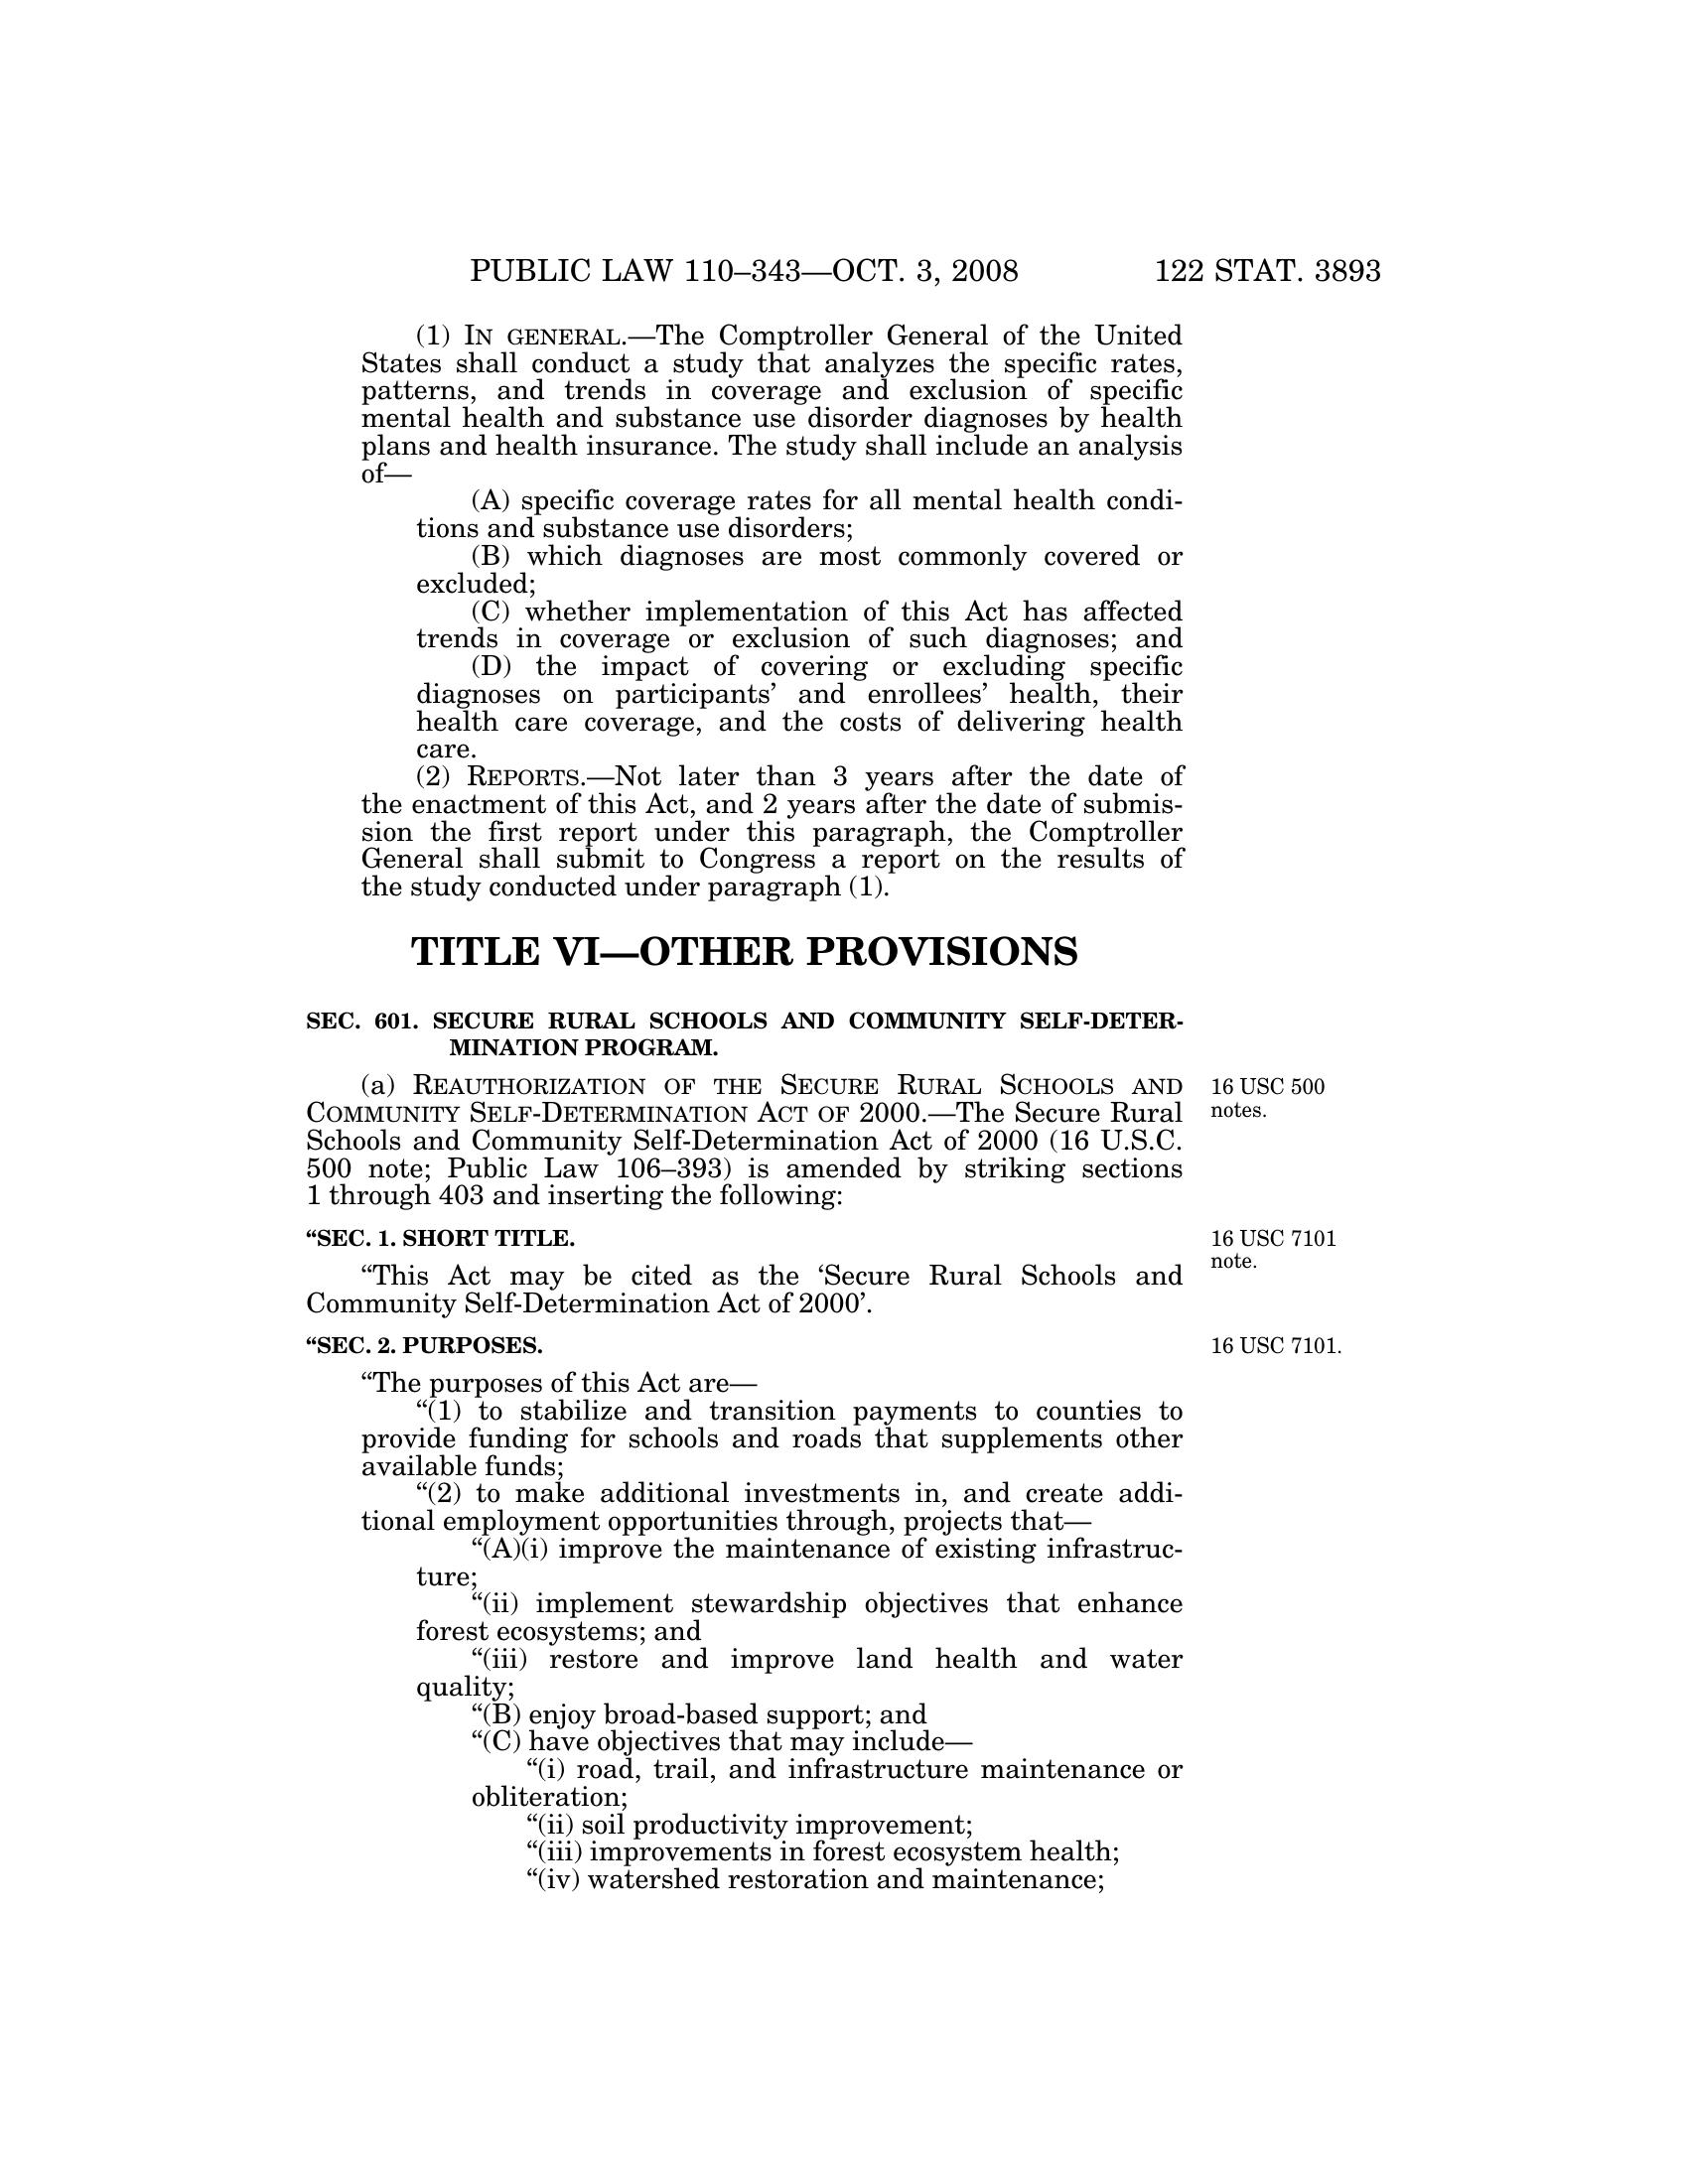 PUBLIC LAW 110–343—OCT. 3, 2008 122 STAT. 3893
(1) IN GENERAL.—The Comptroller General of the United
States shall conduct a study that analyzes the specific rates,
patterns, and trends in coverage and exclusion of specific
mental health and substance use disorder diagnoses by health
plans and health insurance. The study shall include an analysis
of—
(A) specific coverage rates for all mental health condi-
tions and substance use disorders;
(B) which diagnoses are most commonly covered or
excluded;
(C) whether implementation of this Act has affected
trends in coverage or exclusion of such diagnoses; and
(D) the impact of covering or excluding specific
diagnoses on participants’ and enrollees’ health, their
health care coverage, and the costs of delivering health
care.
(2) REPORTS.—Not later than 3 years after the date of
the enactment of this Act, and 2 years after the date of submis-
sion the first report under this paragraph, the Comptroller
General shall submit to Congress a report on the results of
the study conducted under paragraph (1).
TITLE VI—OTHER PROVISIONS
SEC. 601. SECURE RURAL SCHOOLS AND COMMUNITY SELF-DETER-
MINATION PROGRAM.
(a) REAUTHORIZATION OF THE SECURE RURAL SCHOOLS AND
COMMUNITY SELF-DETERMINATION ACT OF 2000.—The Secure Rural
Schools and Community Self-Determination Act of 2000 (16 U.S.C.
500 note; Public Law 106–393) is amended by striking sections
1 through 403 and inserting the following:
16 USC 500
notes.
“SEC. 1. SHORT TITLE.
“This Act may be cited as the ‘Secure Rural Schools and
Community Self-Determination Act of 2000’.
16 USC 7101
note.
“SEC. 2. PURPOSES.
16 USC 7101.
“The purposes of this Act are—
“(1) to stabilize and transition payments to counties to
provide funding for schools and roads that supplements other
available funds;
“(2) to make additional investments in, and create addi-
tional employment opportunities through, projects that—
“(A)(i) improve the maintenance of existing infrastruc-
ture;
“(ii) implement stewardship objectives that enhance
forest ecosystems; and
“(iii) restore and improve land health and water
quality;
“(B) enjoy broad-based support; and
“(C) have objectives that may include—
“(i) road, trail, and infrastructure maintenance or
obliteration;
“(ii) soil productivity improvement;
“(iii) improvements in forest ecosystem health;
“(iv) watershed restoration and maintenance;